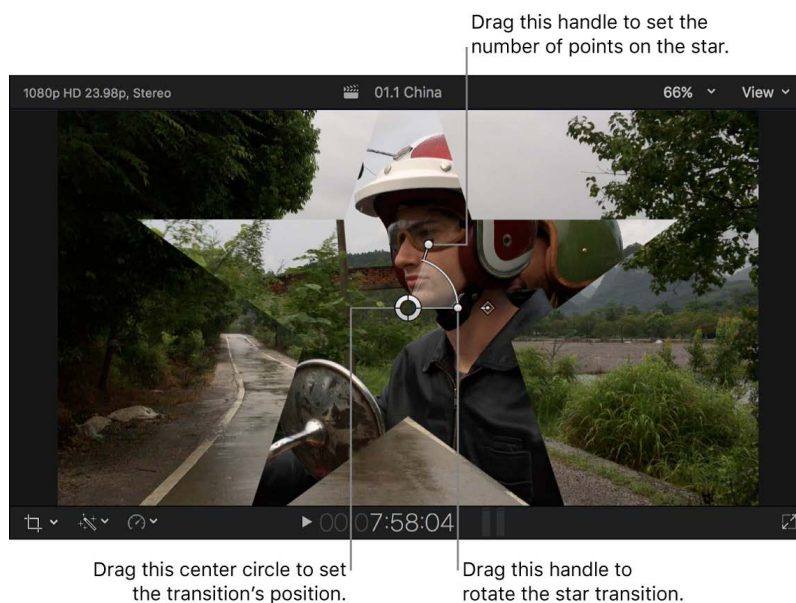 Drag this handle to set the
number of points on the star.
1080p HD 23.98p, Stereo
01.1 China
66%
View
00:07:58:04
Drag this center circle to set
the transition's position.
Drag this handle to
rotate the star transition.